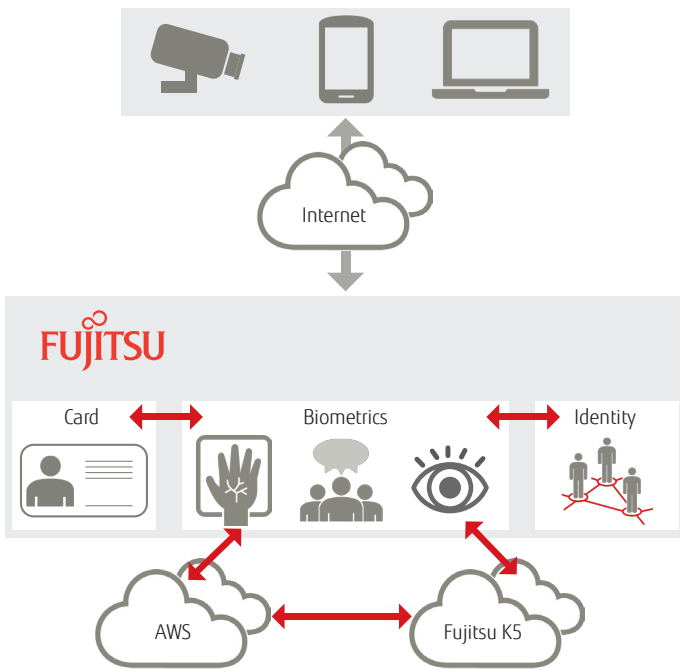 Internet
FUJITSU
Card
Biometrics
Identity
AWS
Fujitsu K5